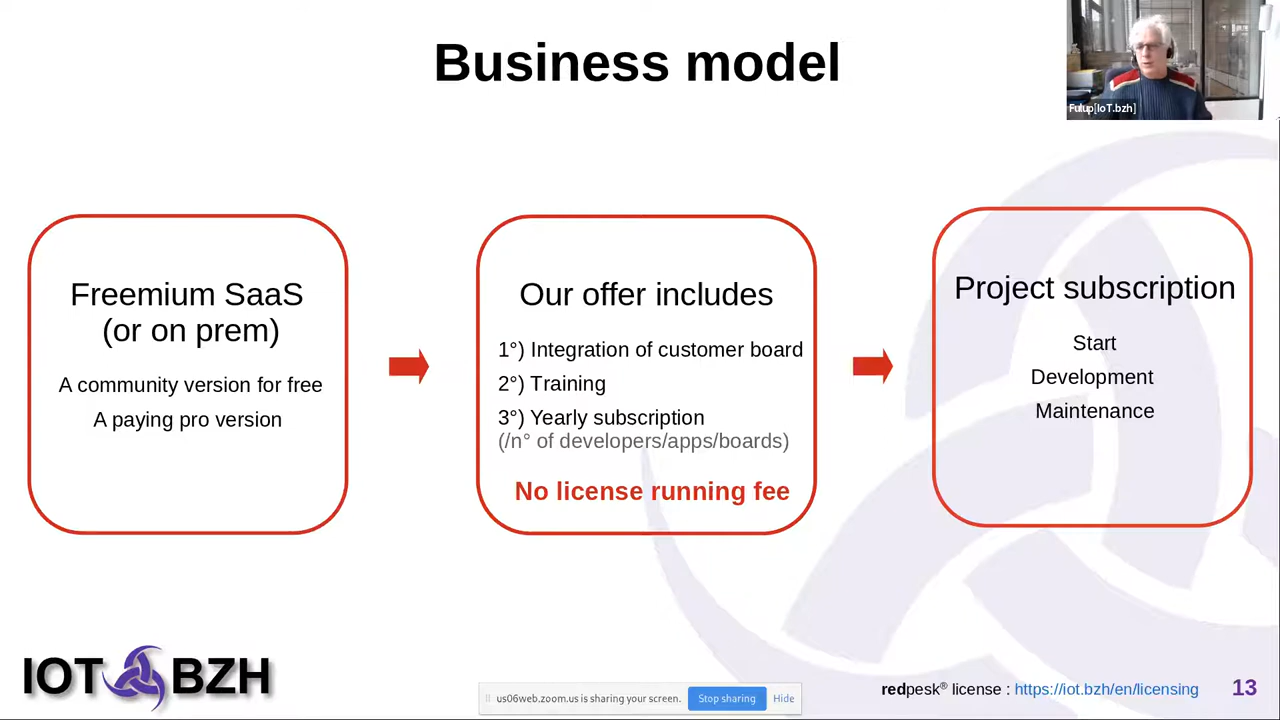 Business model
Fulup[IoT.bzh]
Freemium SaaS
(or on prem)
A community version for free
A paying pro version
Our offer includes
1°) Integration of customer board
2°) Training
3°) Yearly subscription
(/n° of developers/apps/boards)
No license running fee
Project subscription
Start
Development
Maintenance
IOT BZH
us06web.zoom.us is sharing your screen. Stop sharing Hide
redpesk® license : https://iot.bzh/en/licensing 13